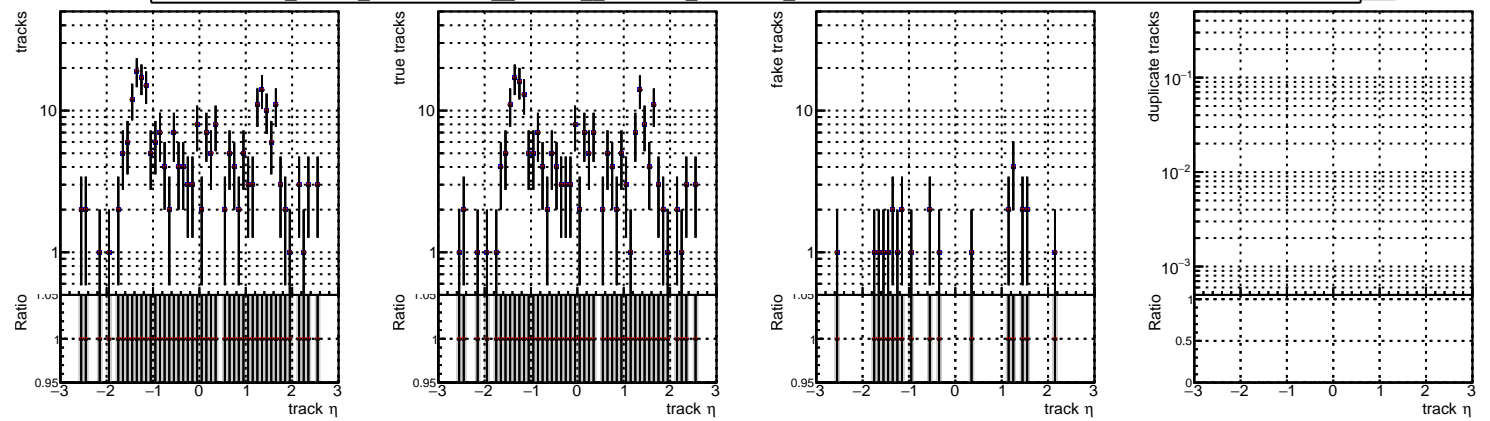 tracks
10
1
Ratio
1.05
1
0.95
−3 −2 −1 0 1 2 3
track η
true tracks
10
1
Ratio
1.05
1
0.95
−3 −2 −1 0 1 2 3
track η
fake tracks
10
1
Ratio
1.05
1
0.95
−3 −2 −1 0 1 2 3
track η
duplicate tracks
10⁻¹
10⁻²
10⁻³
Ratio
1
0.5
0
−3 −2 −1 0 1 2 3
track η